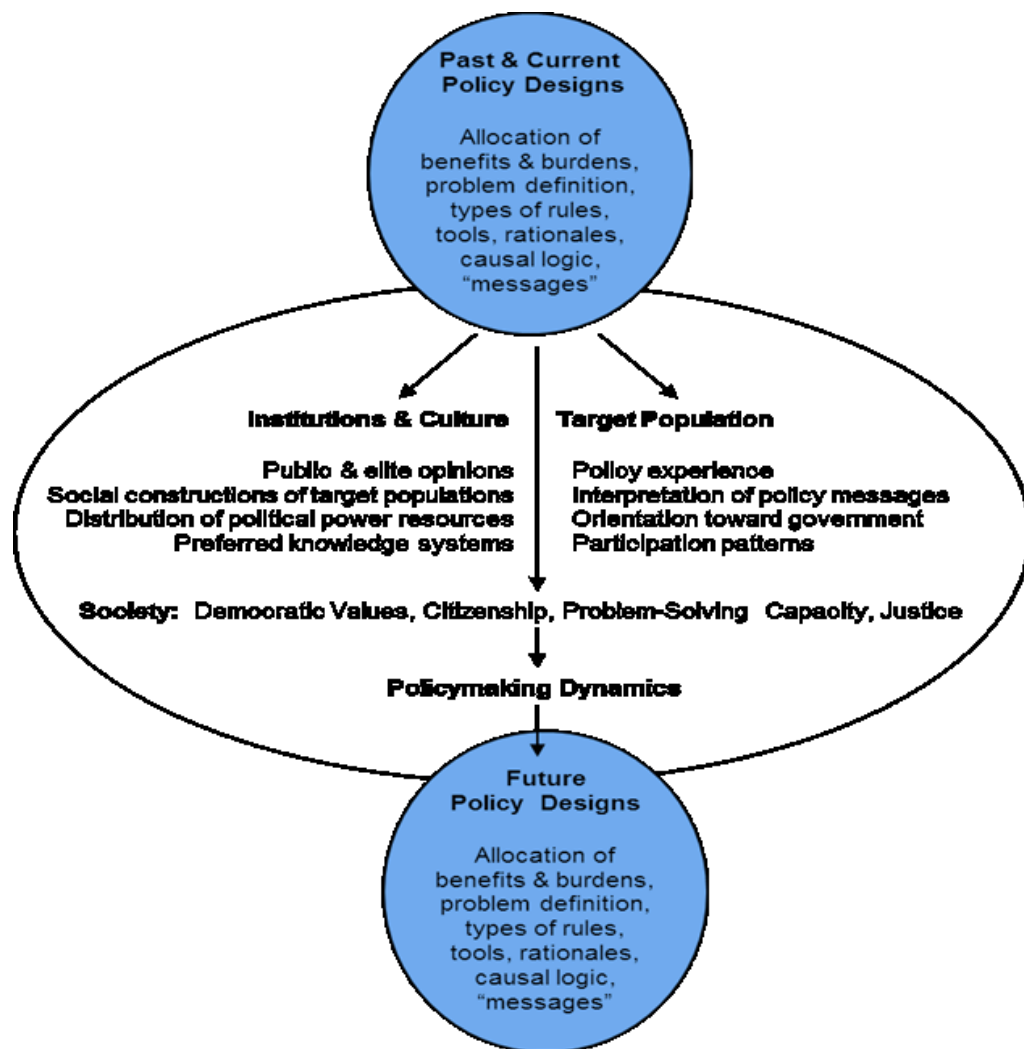 Past & Current
Policy Designs
Allocation of
benefits & burdens,
problem definition,
types of rules,
tools, rationales,
causal logic,
“messages”
Institutions & Culture
Public & elite opinions
Social constructions of target populations
Distribution of political power resources
Preferred knowledge systems
Target Population
Policy experience
Interpretation of policy messages
Orientation toward government
Participation patterns
Society: Democratic Values, Citizenship, Problem-Solving Capacity, Justice
Policymaking Dynamics
Future
Policy Designs
Allocation of
benefits & burdens,
problem definition,
types of rules,
tools, rationales,
causal logic,
“messages”